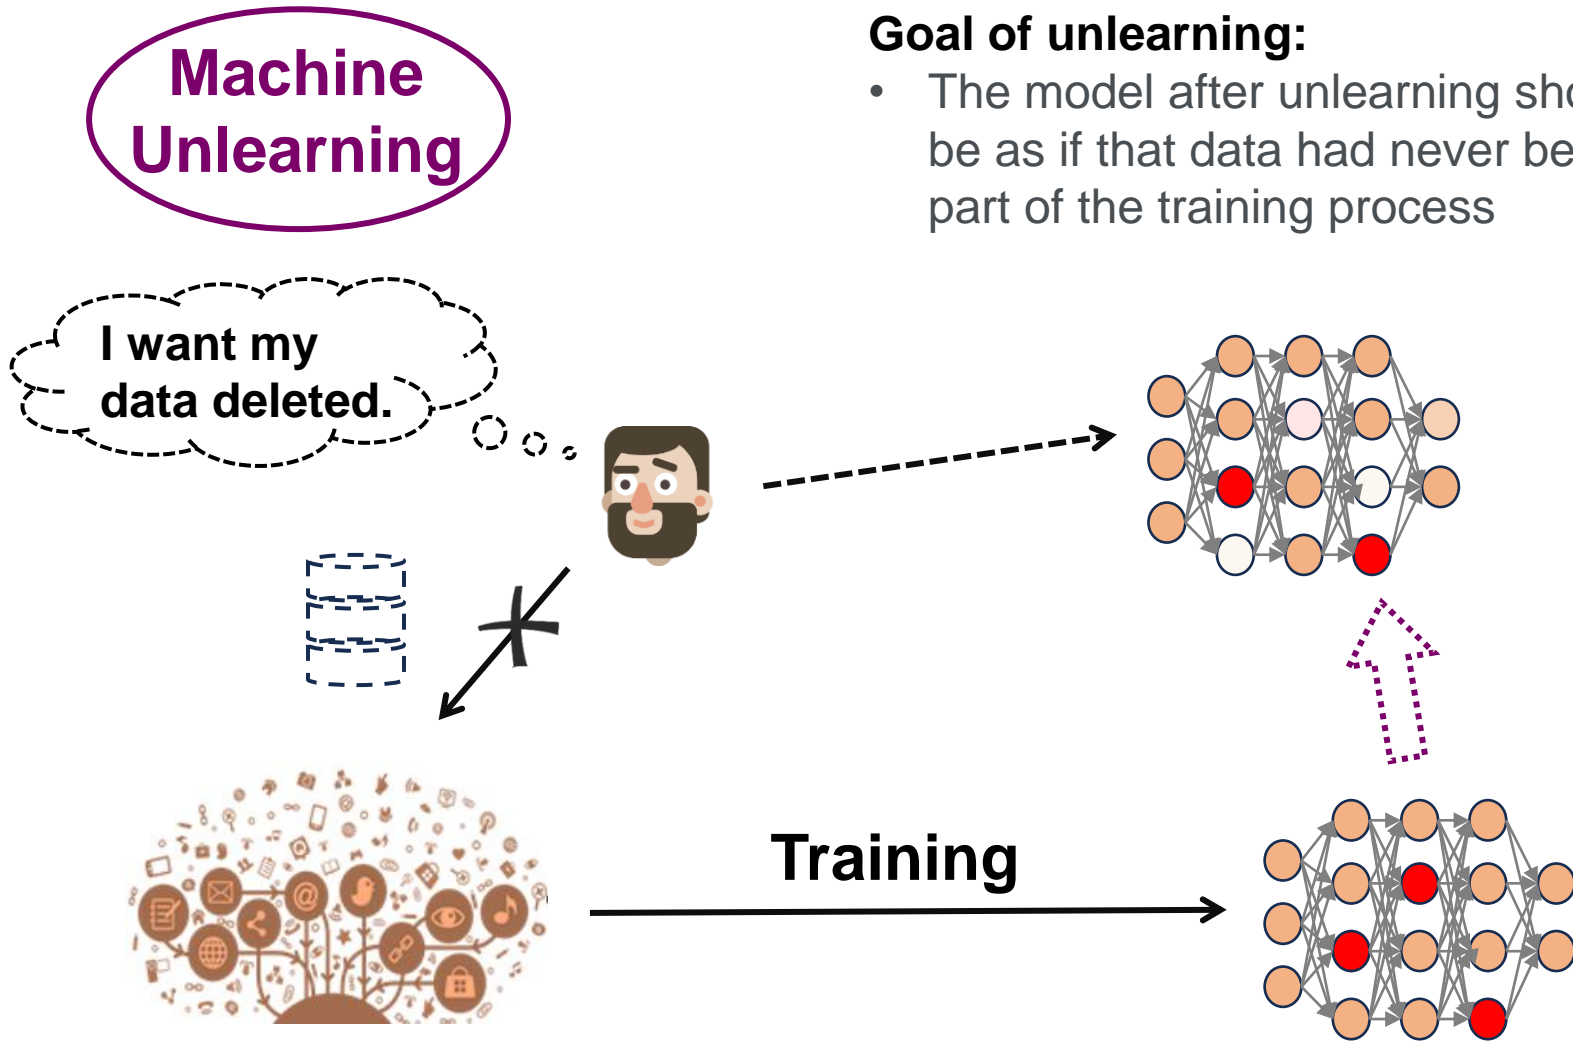 Machine
Unlearning
Goal of unlearning:
• The model after unlearning sho
be as if that data had never be
part of the training process
I want my
data deleted.
@
Training